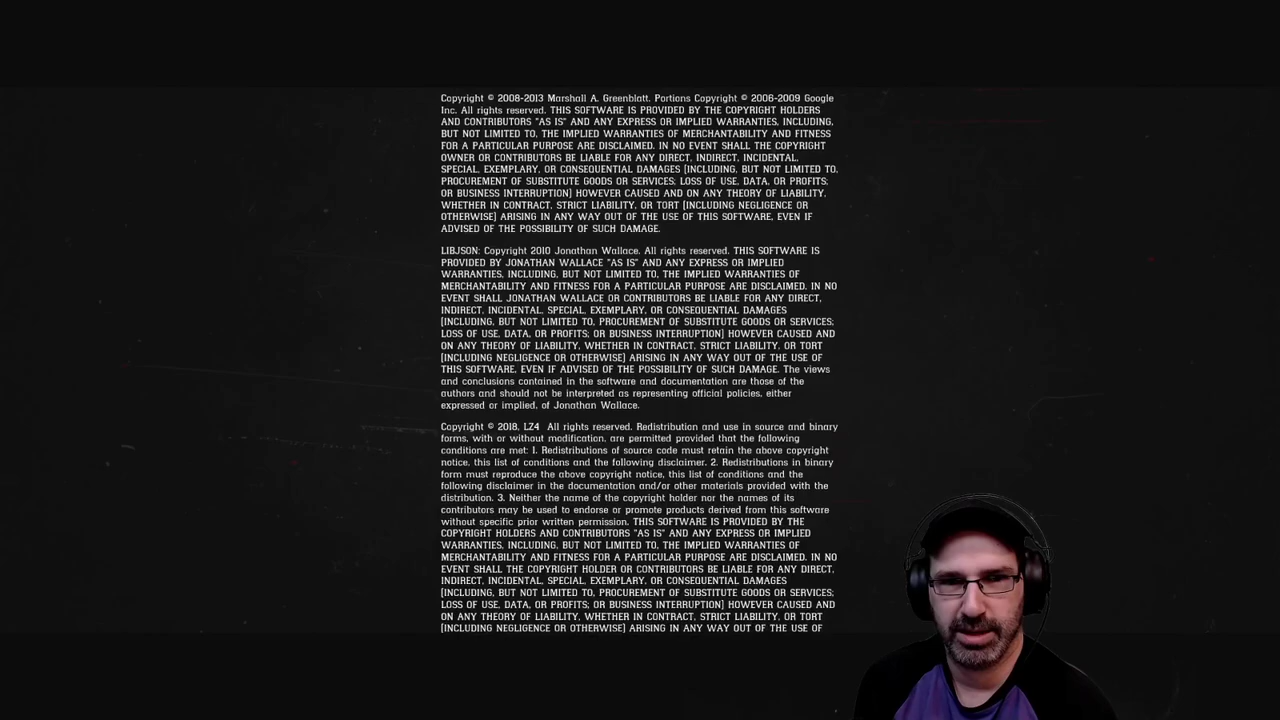 Copyright © 2008-2013 Marshall A. Greenblatt. Portions Copyright © 2006-2009 Google
Inc. All rights reserved. THIS SOFTWARE IS PROVIDED BY THE COPYRIGHT HOLDERS
AND CONTRIBUTORS "AS IS" AND ANY EXPRESS OR IMPLIED WARRANTIES, INCLUDING,
BUT NOT LIMITED TO, THE IMPLIED WARRANTIES OF MERCHANTABILITY AND FITNESS
FOR A PARTICULAR PURPOSE ARE DISCLAIMED. IN NO EVENT SHALL THE COPYRIGHT
OWNER OR CONTRIBUTORS BE LIABLE FOR ANY DIRECT, INDIRECT, INCIDENTAL,
SPECIAL, EXEMPLARY, OR CONSEQUENTIAL DAMAGES [INCLUDING, BUT NOT LIMITED TO,
PROCUREMENT OF SUBSTITUTE GOODS OR SERVICES; LOSS OF USE, DATA, OR PROFITS;
OR BUSINESS INTERRUPTION] HOWEVER CAUSED AND ON ANY THEORY OF LIABILITY,
WHETHER IN CONTRACT, STRICT LIABILITY, OR TORT [INCLUDING NEGLIGENCE OR
OTHERWISE] ARISING IN ANY WAY OUT OF THE USE OF THIS SOFTWARE, EVEN IF
ADVISED OF THE POSSIBILITY OF SUCH DAMAGE.
LIBJSON: Copyright 2010 Jonathan Wallace. All rights reserved. THIS SOFTWARE IS
PROVIDED BY JONATHAN WALLACE "AS IS" AND ANY EXPRESS OR IMPLIED
WARRANTIES, INCLUDING, BUT NOT LIMITED TO, THE IMPLIED WARRANTIES OF
MERCHANTABILITY AND FITNESS FOR A PARTICULAR PURPOSE ARE DISCLAIMED. IN NO
EVENT SHALL JONATHAN WALLACE OR CONTRIBUTORS BE LIABLE FOR ANY DIRECT,
INDIRECT, INCIDENTAL, SPECIAL, EXEMPLARY, OR CONSEQUENTIAL DAMAGES
[INCLUDING, BUT NOT LIMITED TO, PROCUREMENT OF SUBSTITUTE GOODS OR SERVICES;
LOSS OF USE, DATA, OR PROFITS; OR BUSINESS INTERRUPTION] HOWEVER CAUSED AND
ON ANY THEORY OF LIABILITY, WHETHER IN CONTRACT, STRICT LIABILITY, OR TORT
[INCLUDING NEGLIGENCE OR OTHERWISE] ARISING IN ANY WAY OUT OF THE USE OF
THIS SOFTWARE, EVEN IF ADVISED OF THE POSSIBILITY OF SUCH DAMAGE. The views
and conclusions contained in the software and documentation are those of the
authors and should not be interpreted as representing official policies, either
expressed or implied, of Jonathan Wallace.
Copyright © 2018, LZ4 All rights reserved. Redistribution and use in source and binary
forms, with or without modification, are permitted provided that the following
conditions are met: 1. Redistributions of source code must retain the above copyright
notice, this list of conditions and the following disclaimer. 2. Redistributions in binary
form must reproduce the above copyright notice, this list of conditions and the
following disclaimer in the documentation and/or other materials provided with the
distribution. 3. Neither the name of the copyright holder nor the names of its
contributors may be used to endorse or promote products derived from this software
without specific prior written permission. THIS SOFTWARE IS PROVIDED BY THE
COPYRIGHT HOLDERS AND CONTRIBUTORS "AS IS" AND ANY EXPRESS OR IMPLIED
WARRANTIES, INCLUDING, BUT NOT LIMITED TO, THE IMPLIED WARRANTIES OF
MERCHANTABILITY AND FITNESS FOR A PARTICULAR PURPOSE ARE DISCLAIMED. IN NO
EVENT SHALL THE COPYRIGHT HOLDER OR CONTRIBUTORS BE LIABLE FOR ANY DIRECT,
INDIRECT, INCIDENTAL, SPECIAL, EXEMPLARY, OR CONSEQUENTIAL DAMAGES
[INCLUDING, BUT NOT LIMITED TO, PROCUREMENT OF SUBSTITUTE GOODS OR SERVICES;
LOSS OF USE, DATA, OR PROFITS; OR BUSINESS INTERRUPTION] HOWEVER CAUSED AND
ON ANY THEORY OF LIABILITY, WHETHER IN CONTRACT, STRICT LIABILITY, OR TORT
[INCLUDING NEGLIGENCE OR OTHERWISE] ARISING IN ANY WAY OUT OF THE USE OF